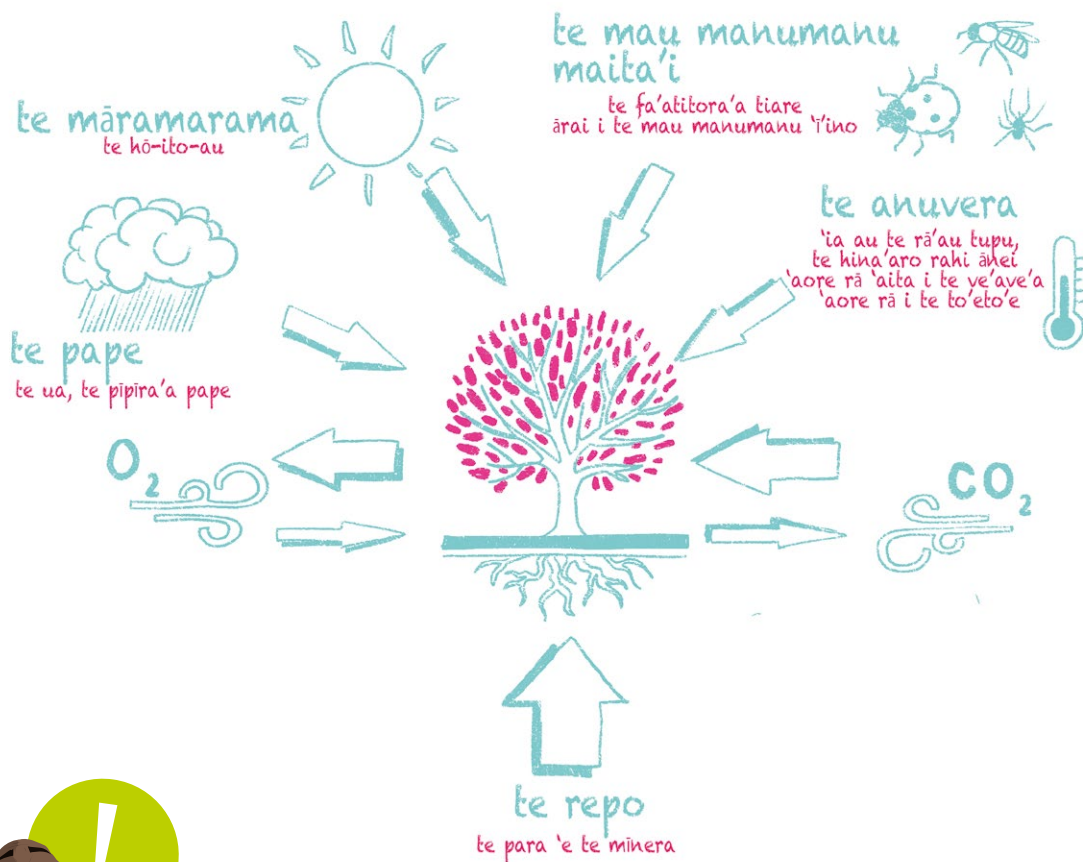 te māramarama
te hō-ito-au
te mau manumanu
maita'i
te fa'atitora'a tiare
ārai i te mau manumanu 'ī'ino
te anuvera
'ia au te rā'au tupu,
te hina'aro rahi ānei
'aore rā 'aita i te ve'ave'a
'aore rā i te to'eto'e
te pape
te ua, te pīpīra'a pape
O₂
CO₂
te repo
te para 'e te mīnera
!